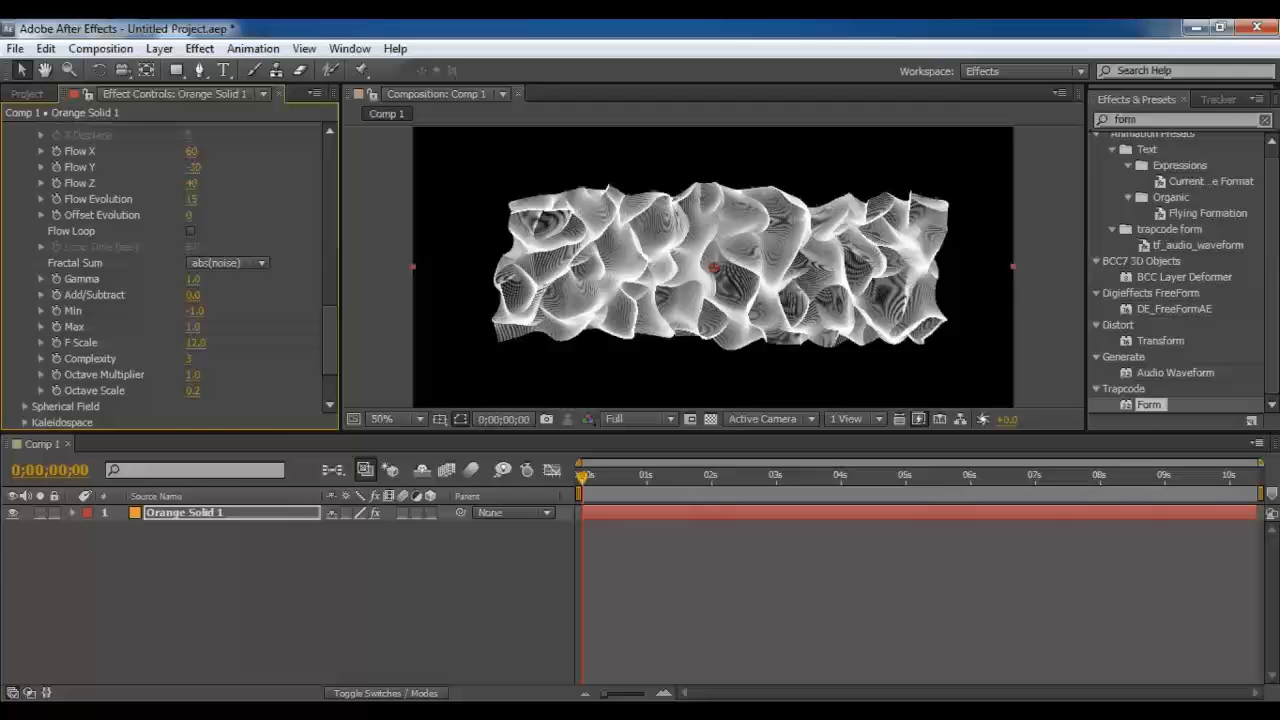 Adobe After Effects - Untitled Project.aep *
File Edit Composition Layer Effect Animation View Window Help
Workspace: Effects Search Help
Project Effect Controls: Orange Solid 1 Composition: Comp 1 Effects & Presets Tracker
Comp 1 • Orange Solid 1
Comp 1
form
Flow X 60
Flow Y -20
Flow Z 40
Flow Evolution 15
Offset Evolution 0
Flow Loop
Fractal Sum abs(noise)
Gamma 1.0
Add/Subtract 0.0
Min -1.0
Max 1.0
F Scale 12.0
Complexity 3
Octave Multiplier 1.0
Octave Scale 0.2
Spherical Field
Kaleidospace
Animation Presets
Text
Expressions
Current...e Format
Organic
Flying Formation
trapcode form
tf_audio_waveform
BCC7 3D Objects
BCC Layer Deformer
Digieffects FreeForm
DE_FreeFormAE
Distort
Transform
Generate
Audio Waveform
Trapcode
Form
50% 0;00;00;00 Full Active Camera 1 View +0.0
Comp 1
0;00;00;00
01s 02s 03s 04s 05s 06s 07s 08s 09s 10s
# Source Name fx Parent
1 Orange Solid 1 fx None
Toggle Switches / Modes